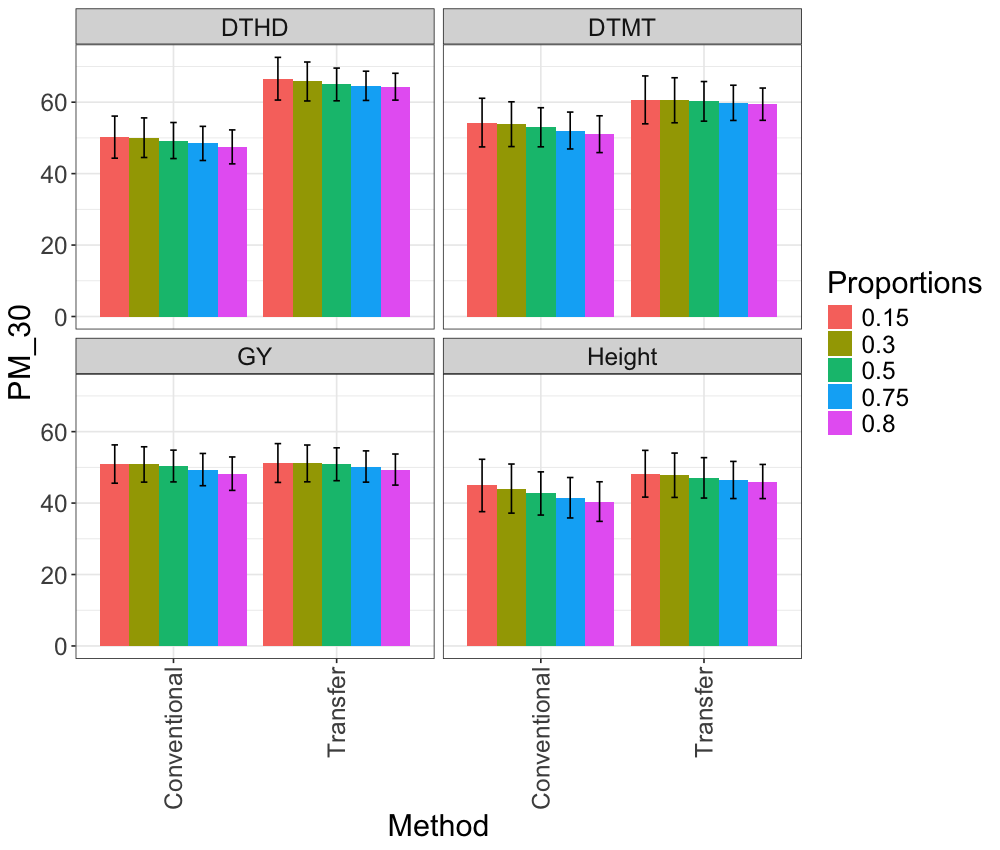 DTHD
DTMT
60
40
20
0
GY
Height
60
40
20
0
PM_30
Conventional
Transfer
Conventional
Transfer
Method
Proportions
0.15
0.3
0.5
0.75
0.8